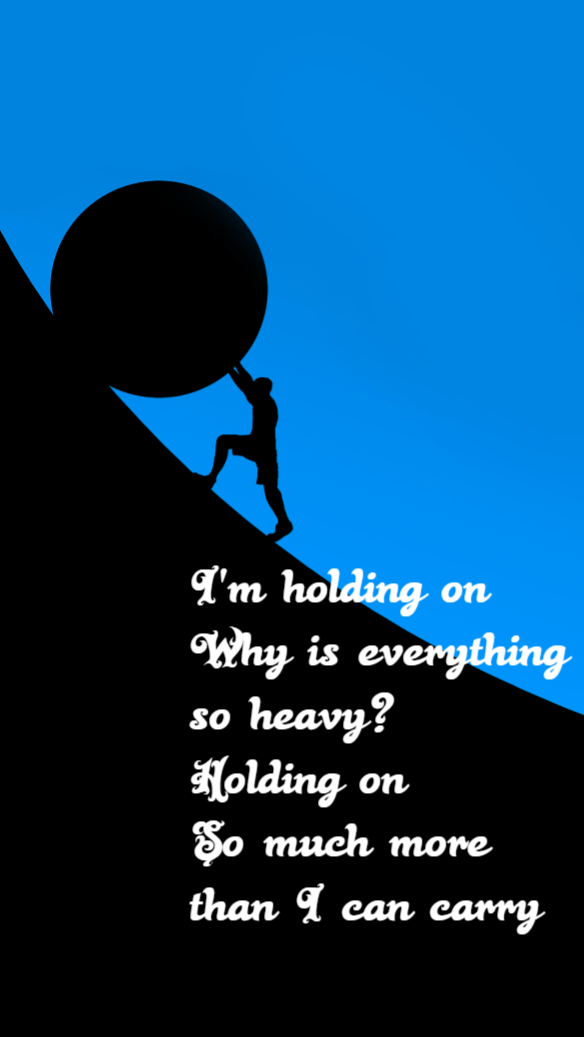 I'm holding on
Why is everything
so heavy?
Holding on
So much more
than I can carry